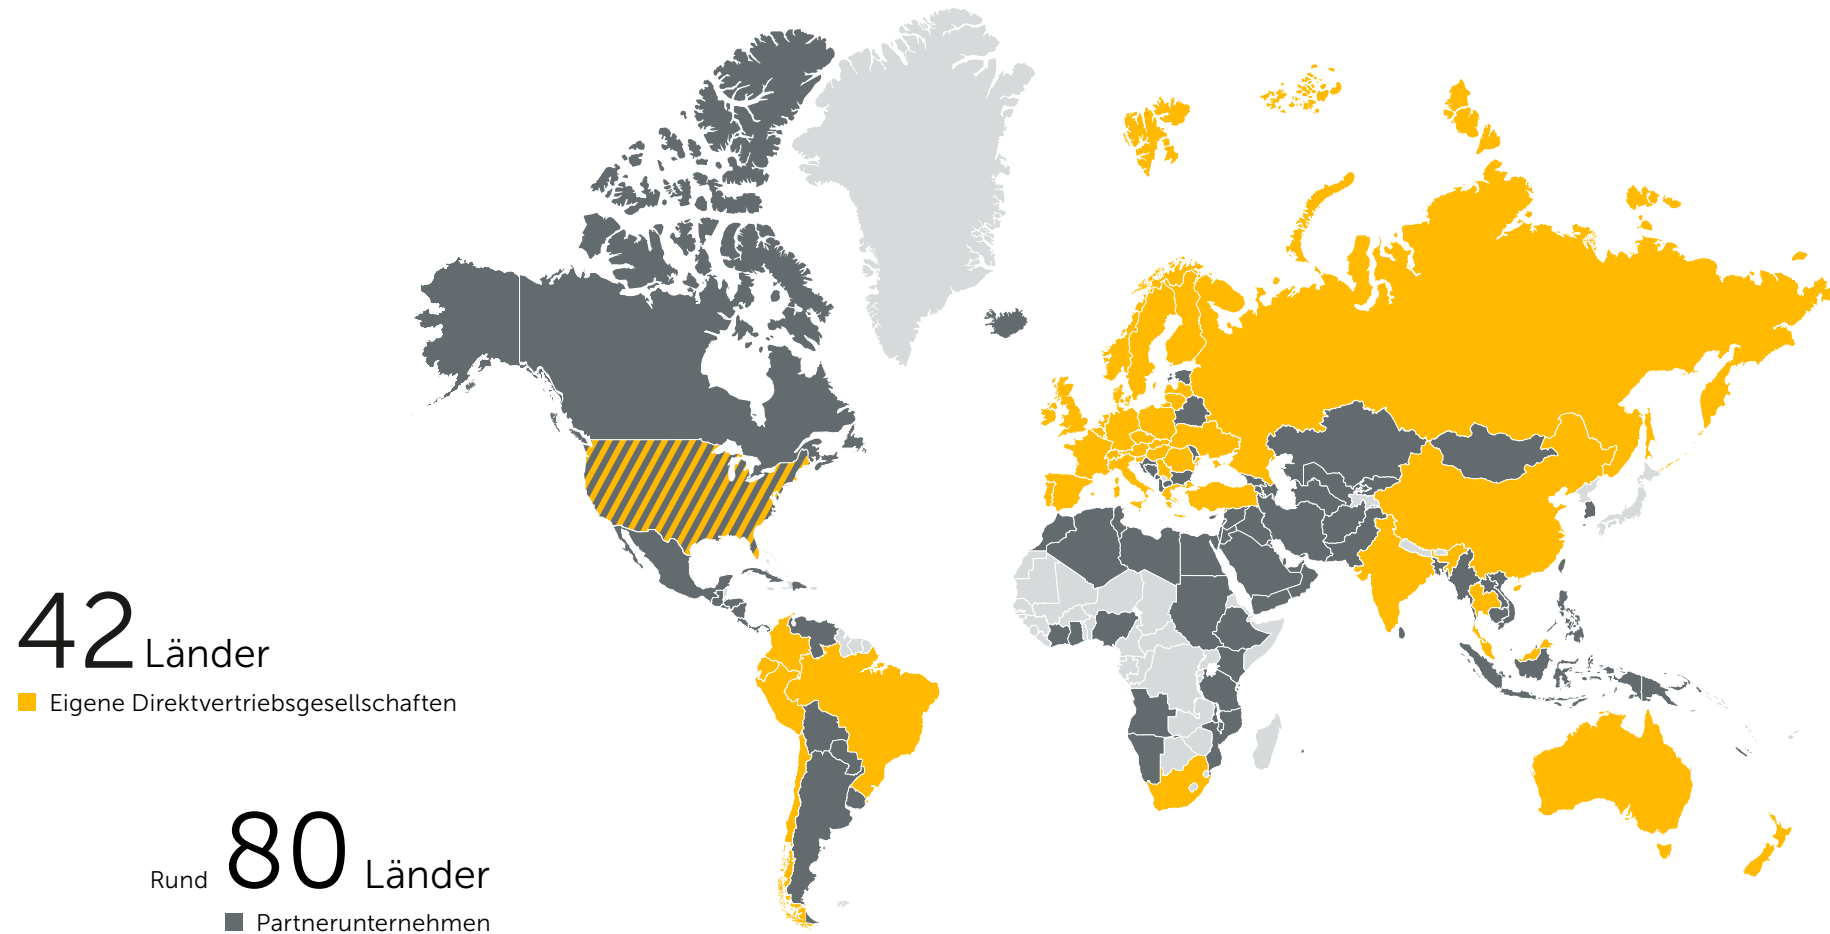 42 Länder
Eigene Direktvertriebsgesellschaften
Rund 80 Länder
Partnerunternehmen